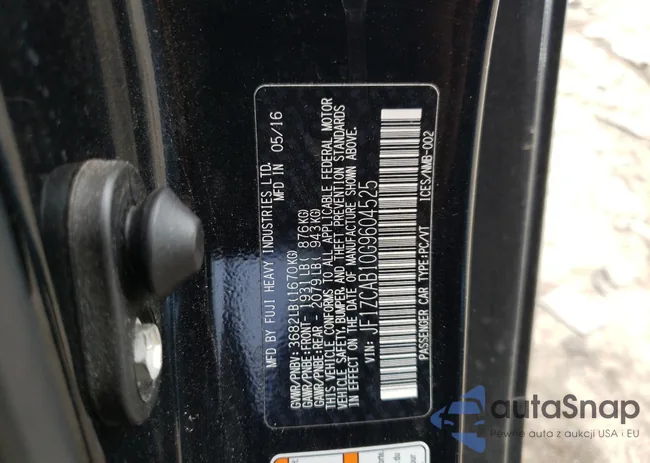 MFD BY FUJI HEAVY INDUSTRIES LTD.
MFD IN 05/16
GVWR/PNBV: 3682LB(1670KG)
GAWR/PNBE:FRONT- 1931LB( 876KG)
GAWR/PNBE:REAR - 2079LB( 943KG)
THIS VEHICLE CONFORMS TO ALL APPLICABLE FEDERAL MOTOR
VEHICLE SAFETY,BUMPER,AND THEFT PREVENTION STANDARDS
IN EFFECT ON THE DATE OF MANUFACTURE SHOWN ABOVE.
VIN: JF1ZCAB10G9604525
PASSENGER CAR TYPE:PC/VT ICES/NMB-002
autaSnap
Pewne auta z aukcji USA i EU